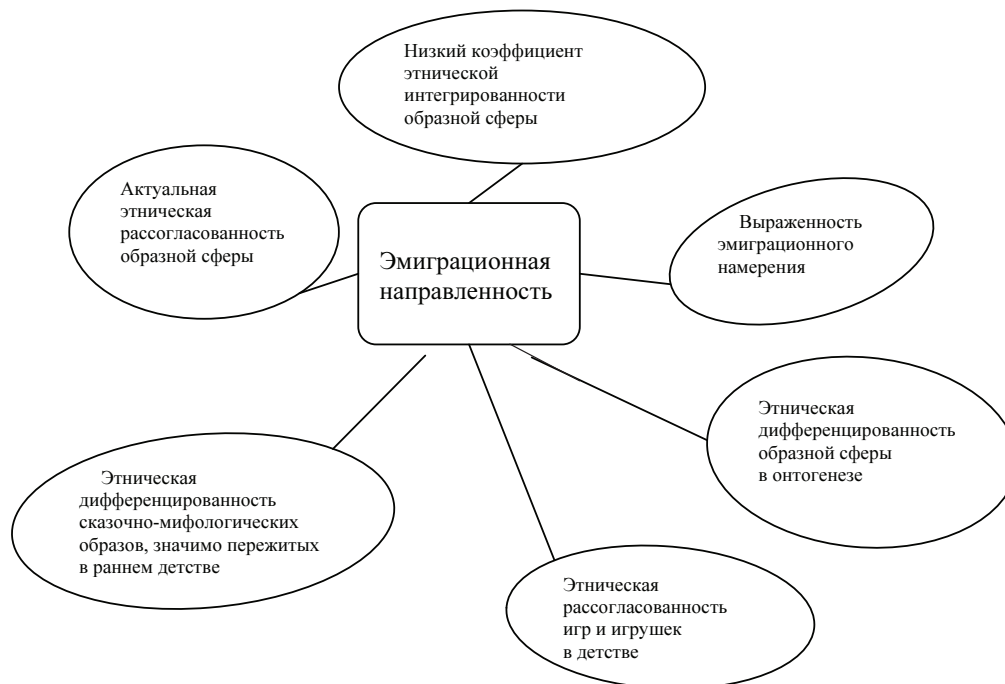 Низкий коэффициент
этнической
интегрированности
образной сферы
Актуальная
этническая
рассогласованность
образной сферы
Эмиграционная
направленность
Выраженность
эмиграционного
намерения
Этническая
дифференцированность
образной сферы
в онтогенезе
Этническая
дифференцированность
сказочно-мифологических
образов, значимо пережитых
в раннем детстве
Этническая
рассогласованность
игр и игрушек
в детстве